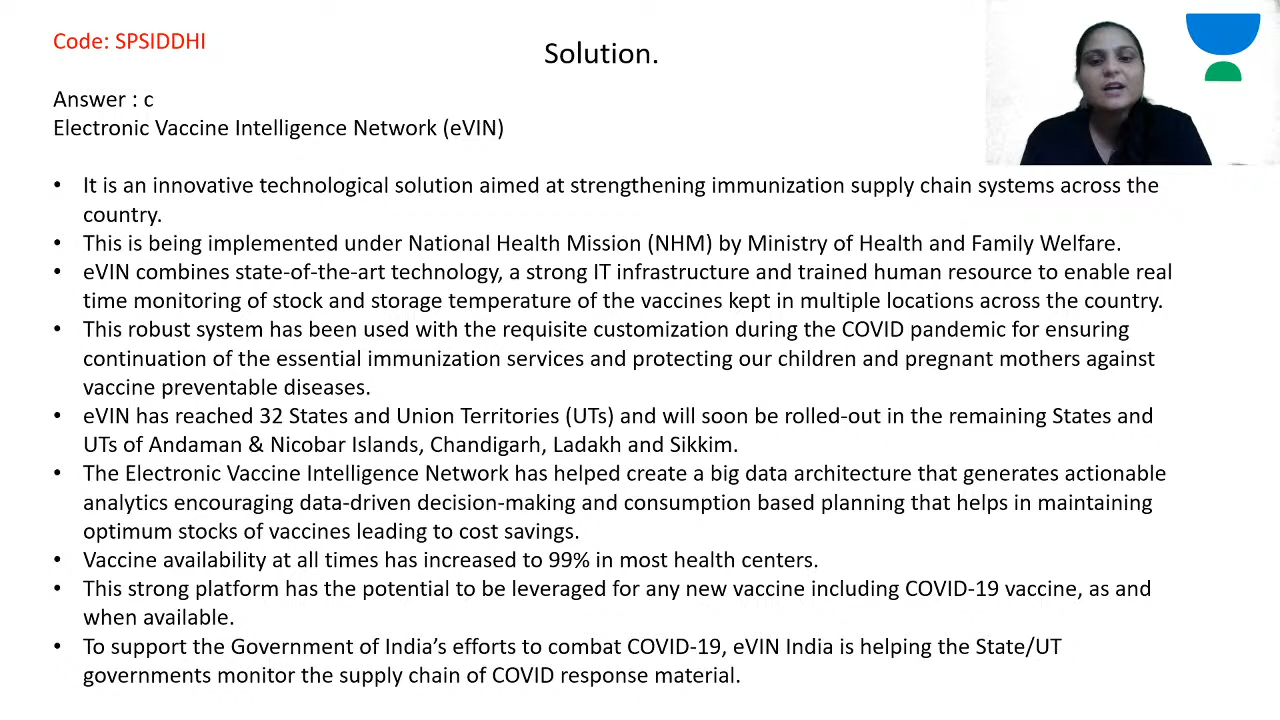 Code: SPSIDDHI
Solution.
Answer : c
Electronic Vaccine Intelligence Network (eVIN)
• It is an innovative technological solution aimed at strengthening immunization supply chain systems across the
country.
• This is being implemented under National Health Mission (NHM) by Ministry of Health and Family Welfare.
• eVIN combines state-of-the-art technology, a strong IT infrastructure and trained human resource to enable real
time monitoring of stock and storage temperature of the vaccines kept in multiple locations across the country.
• This robust system has been used with the requisite customization during the COVID pandemic for ensuring
continuation of the essential immunization services and protecting our children and pregnant mothers against
vaccine preventable diseases.
• eVIN has reached 32 States and Union Territories (UTs) and will soon be rolled-out in the remaining States and
UTs of Andaman & Nicobar Islands, Chandigarh, Ladakh and Sikkim.
• The Electronic Vaccine Intelligence Network has helped create a big data architecture that generates actionable
analytics encouraging data-driven decision-making and consumption based planning that helps in maintaining
optimum stocks of vaccines leading to cost savings.
• Vaccine availability at all times has increased to 99% in most health centers.
• This strong platform has the potential to be leveraged for any new vaccine including COVID-19 vaccine, as and
when available.
• To support the Government of India’s efforts to combat COVID-19, eVIN India is helping the State/UT
governments monitor the supply chain of COVID response material.